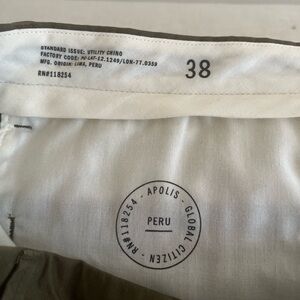 STANDARD ISSUE: UTILITY CHINO
FACTORY CODE: PE-LAT-12.1249/LON-77.0359
MFG. ORIGIN: LIMA, PERU
RN#118254
38
APOLIS - GLOBAL CITIZEN - RN#118254 -
PERU